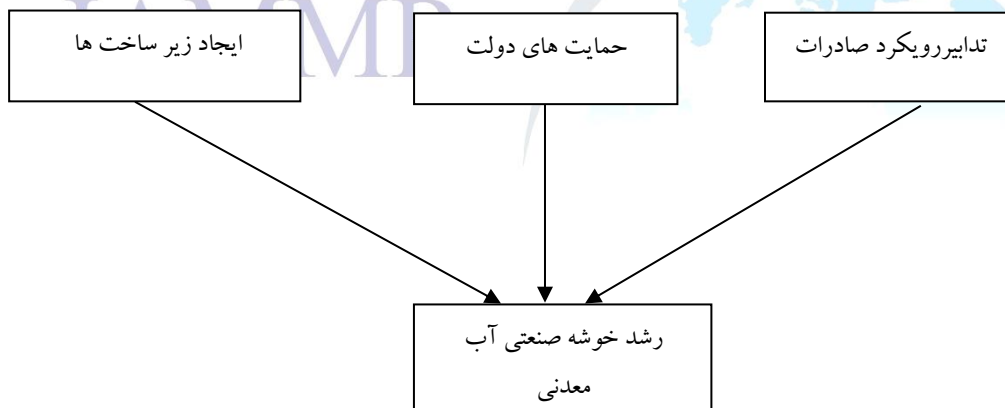 تدابیررویکرد صادرات
حمایت های دولت
ایجاد زیر ساخت ها
رشد خوشه صنعتی آب
معدنی